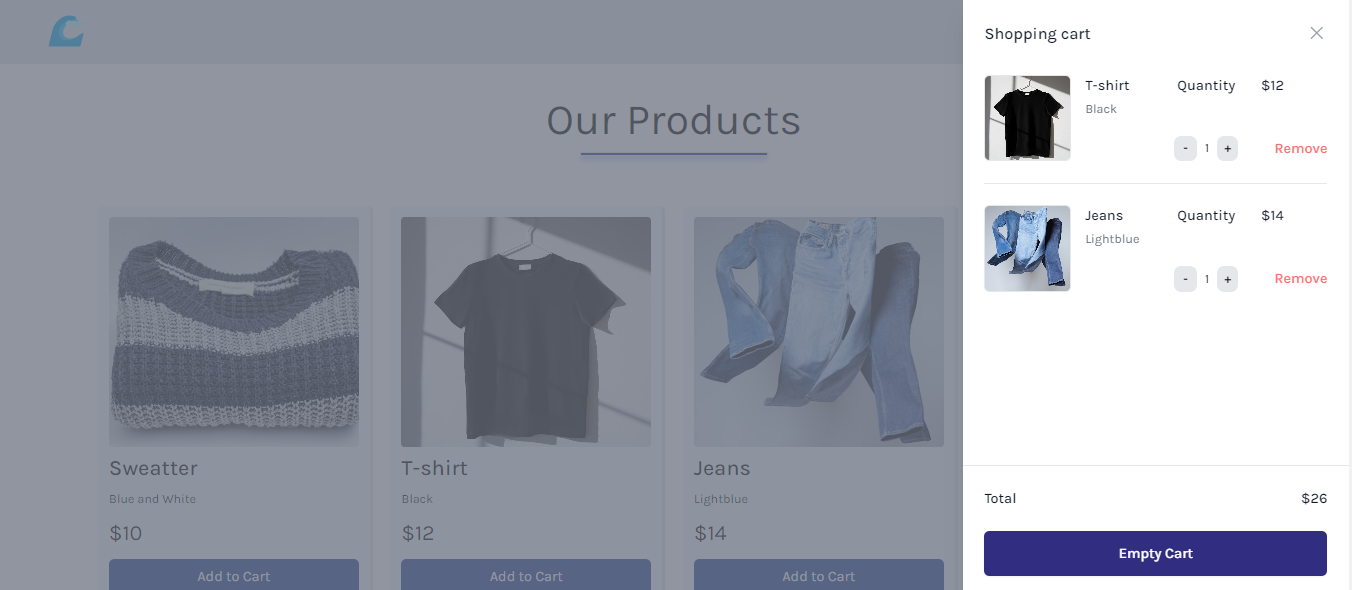 Our Products
Sweatter
Blue and White
$10
Add to Cart
T-shirt
Black
$12
Add to Cart
Jeans
Lightblue
$14
Add to Cart
Shopping cart
T-shirt Quantity $12
Black
- 1 + Remove
Jeans Quantity $14
Lightblue
- 1 + Remove
Total $26
Empty Cart